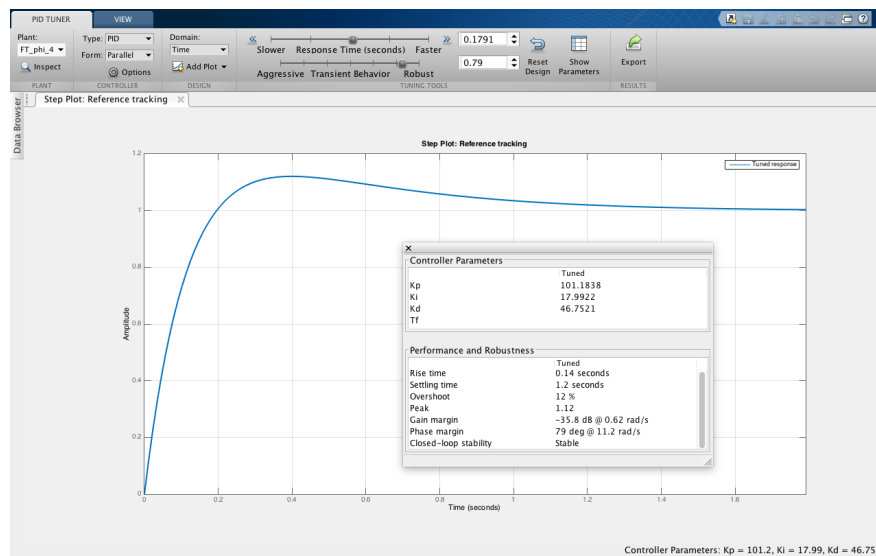 PID TUNER VIEW
Plant: Type: PID Domain: Slower Response Time (seconds) Faster 0.1791
FT_phi_4 Form: Parallel Time
Inspect Options Add Plot Aggressive Transient Behavior Robust 0.79 Reset Design Show Parameters Export
PLANT CONTROLLER DESIGN TUNING TOOLS RESULTS
Data Browser
Step Plot: Reference tracking
Step Plot: Reference tracking
Tuned response
1.2
1
0.8
0.6
0.4
0.2
0
Amplitude
Controller Parameters
Tuned
Kp 101.1838
Ki 17.9922
Kd 46.7521
Tf
Performance and Robustness
Tuned
Rise time 0.14 seconds
Settling time 1.2 seconds
Overshoot 12 %
Peak 1.12
Gain margin -35.8 dB @ 0.62 rad/s
Phase margin 79 deg @ 11.2 rad/s
Closed-loop stability Stable
0 0.2 0.4 0.6 0.8 1 1.2 1.4 1.6
Time (seconds)
Controller Parameters: Kp = 101.2, Ki = 17.99, Kd = 46.75